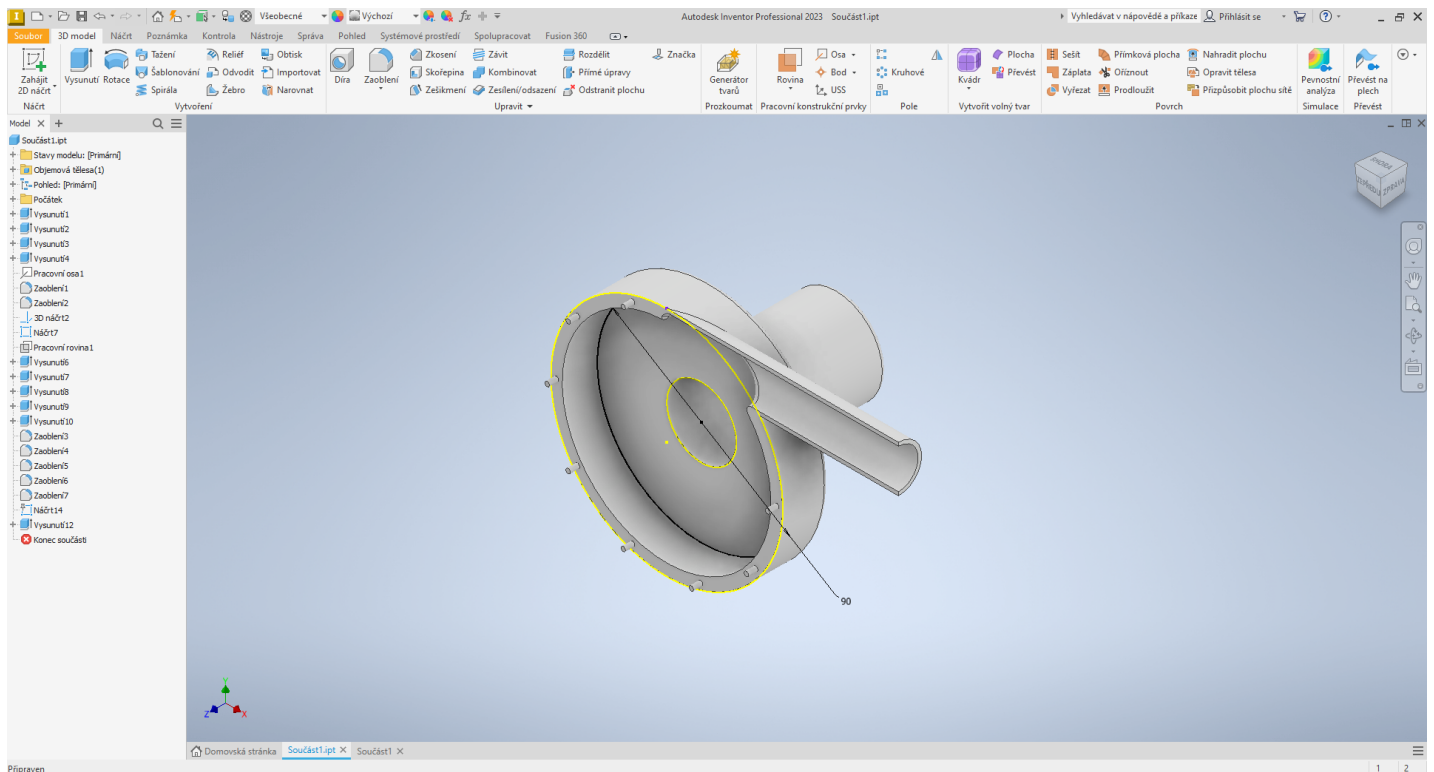 Všeobecné Výchozí fx Autodesk Inventor Professional 2023 Součást1.ipt Vyhledávat v nápovědě a příkaze Přihlásit se
Soubor 3D model Náčrt Poznámka Kontrola Nástroje Správa Pohled Systémové prostředí Spolupracovat Fusion 360
Zahájit 2D náčrt
Náčrt
Vysunutí Rotace
Tažení Reliéf Obtisk
Šablonování Odvodit Importovat
Spirála Žebro Narovnat
Vytvoření
Díra Zaoblení
Zkosení Závit Rozdělit Značka
Skořepina Kombinovat Přímé úpravy
Zešikmení Zesílení/odsazení Odstranit plochu
Upravit
Generátor tvarů
Prozkoumat
Rovina
Osa
Bod
USS
Pracovní konstrukční prvky
Kruhové
Pole
Kvádr
Plocha
Převést
Vytvořit volný tvar
Sešít Přímková plocha Nahradit plochu
Záplata Oříznout Opravit tělesa
Vyřezat Prodloužit Přizpůsobit plochu sítě
Povrch
Pevnostní analýza
Simulace
Převést na plech
Převést
Model
Součást1.ipt
Stavy modelu: [Primární]
Objemová tělesa(1)
Pohled: [Primární]
Počátek
Vysunutí1
Vysunutí2
Vysunutí3
Vysunutí4
Pracovní osa1
Zaoblení1
Zaoblení2
3D náčrt2
Náčrt7
Pracovní rovina1
Vysunutí6
Vysunutí7
Vysunutí8
Vysunutí9
Vysunutí10
Zaoblení3
Zaoblení4
Zaoblení5
Zaoblení6
Zaoblení7
Náčrt14
Vysunutí12
Konec součásti
90
ZPRAVA
Y
Z X
Domovská stránka Součást1.ipt Součást1
Připraven 1 2